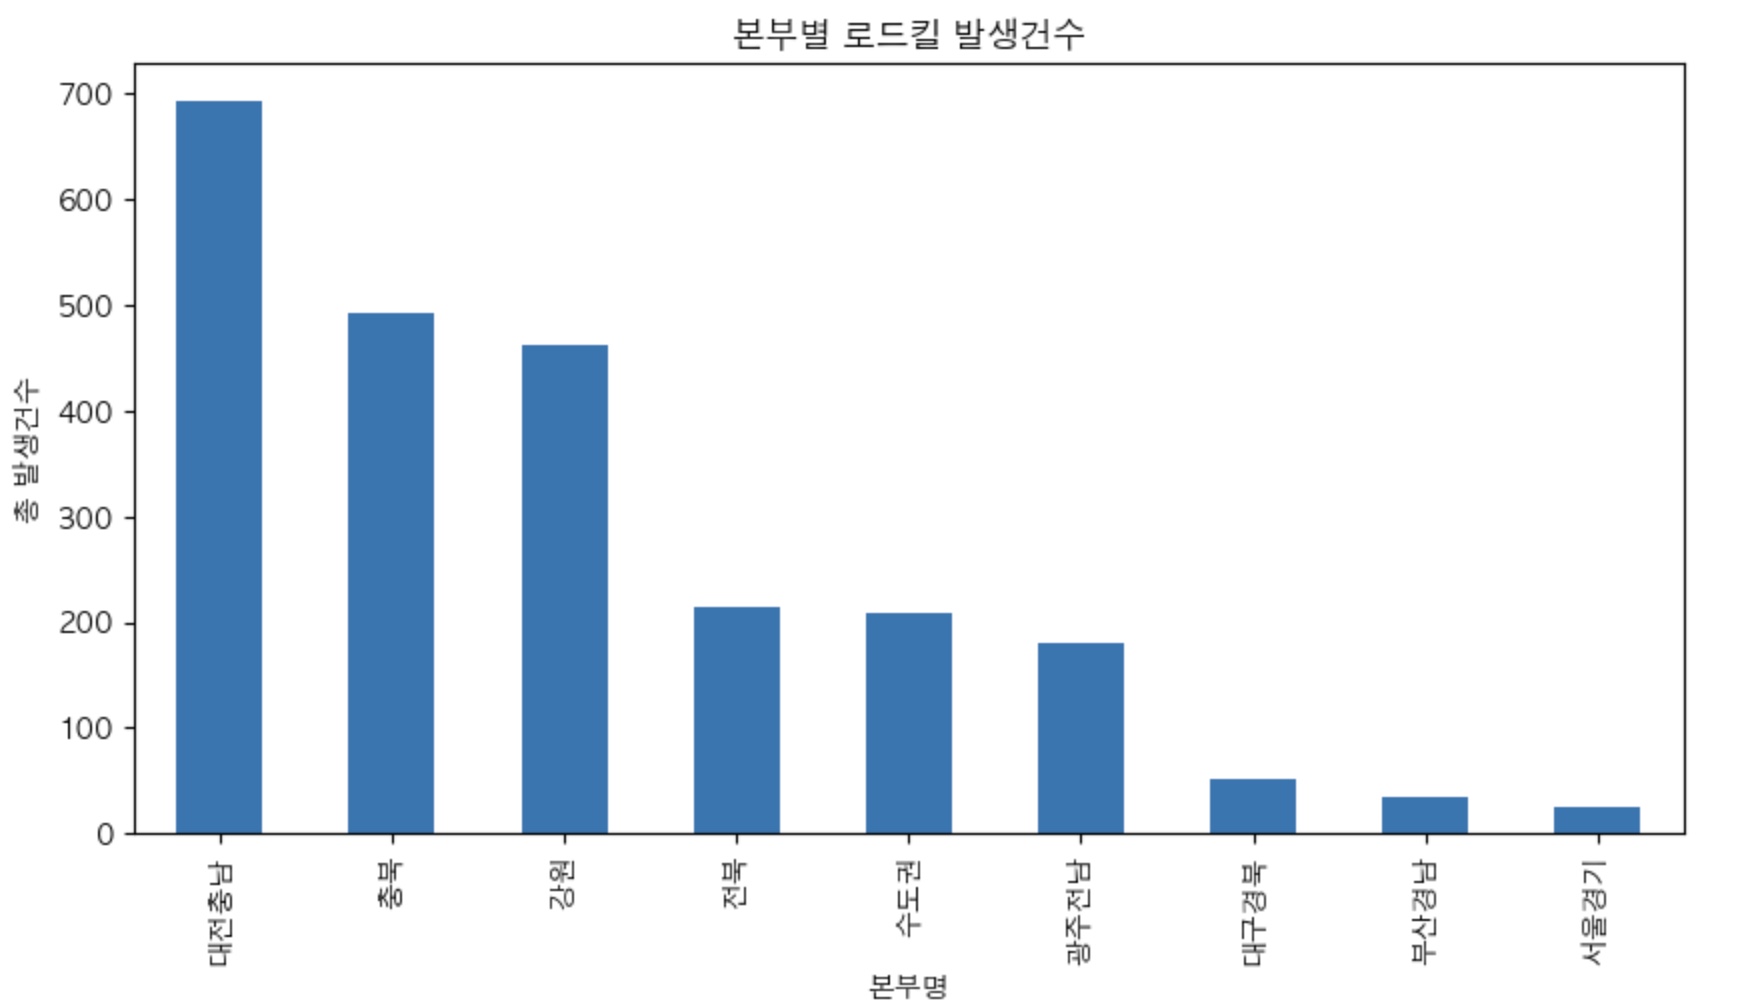 본부별 로드킬 발생건수
총 발생건수
700
600
500
400
300
200
100
0
대전충남
충북
강원
전북
수도권
광주전남
대구경북
부산경남
서울경기
본부명